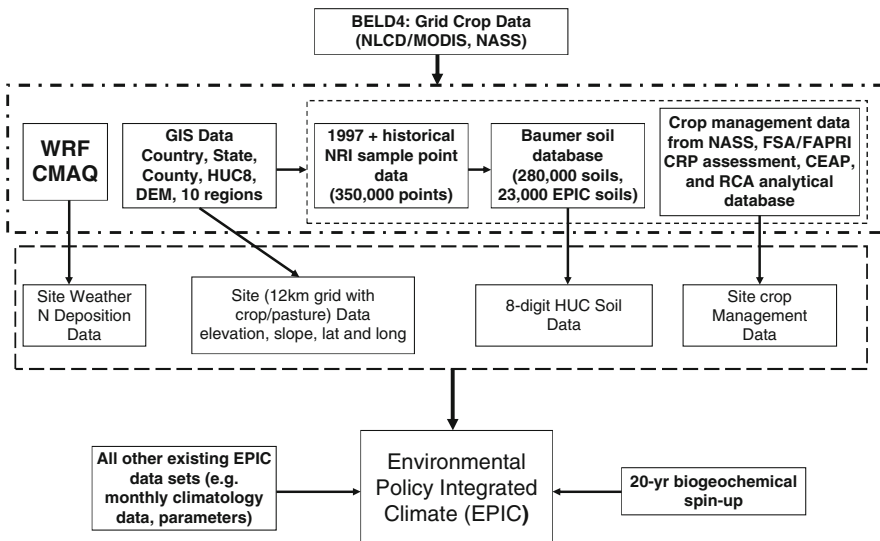 BELD4: Grid Crop Data
(NLCD/MODIS, NASS)
WRF
CMAQ
GIS Data
Country, State,
County, HUC8,
DEM, 10 regions
1997 + historical
NRI sample point
data
(350,000 points)
Baumer soil
database
(280,000 soils,
23,000 EPIC soils)
Crop management data
from NASS, FSA/FAPRI
CRP assessment, CEAP,
and RCA analytical
database
Site Weather
N Deposition
Data
Site (12km grid with
crop/pasture) Data
elevation, slope, lat and long
8-digit HUC Soil
Data
Site crop
Management
Data
All other existing EPIC
data sets (e.g.
monthly climatology
data, parameters)
Environmental
Policy Integrated
Climate (EPIC)
20-yr biogeochemical
spin-up